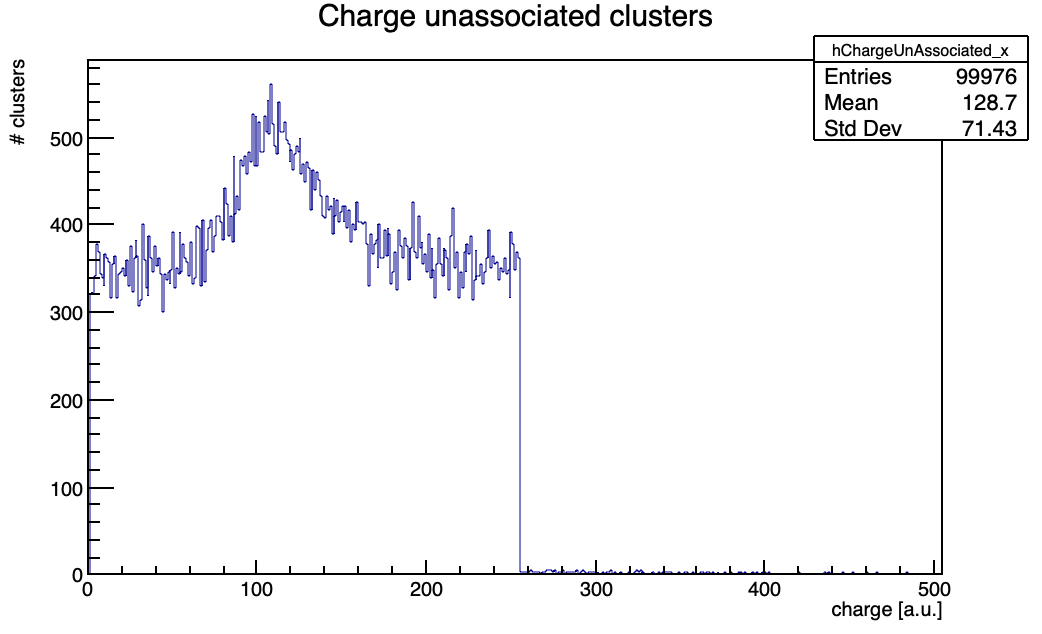 Charge unassociated clusters
hChargeUnAssociated_x
Entries 99976
Mean 128.7
Std Dev 71.43
# clusters
500
400
300
200
100
0
0 100 200 300 400 500
charge [a.u.]